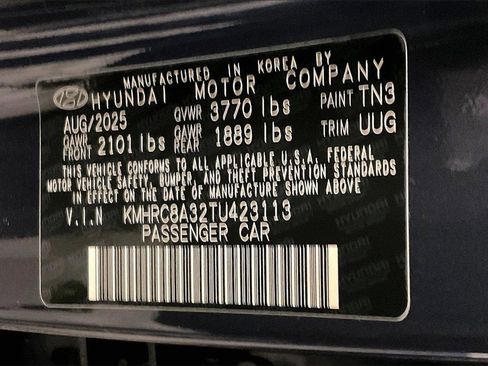 MANUFACTURED IN KOREA BY
HYUNDAI MOTOR COMPANY
AUG/2025 GVWR 3770 lbs PAINT TN3
GAWR FRONT 2101 lbs GAWR REAR 1889 lbs TRIM UUG
THIS VEHICLE CONFORMS TO ALL APPLICABLE U.S.A. FEDERAL
MOTOR VEHICLE SAFETY, BUMPER, AND THEFT PREVENTION STANDARDS
IN EFFECT ON THE DATE OF MANUFACTURE SHOWN ABOVE
V.I.N KMHRC8A32TU423113
PASSENGER CAR